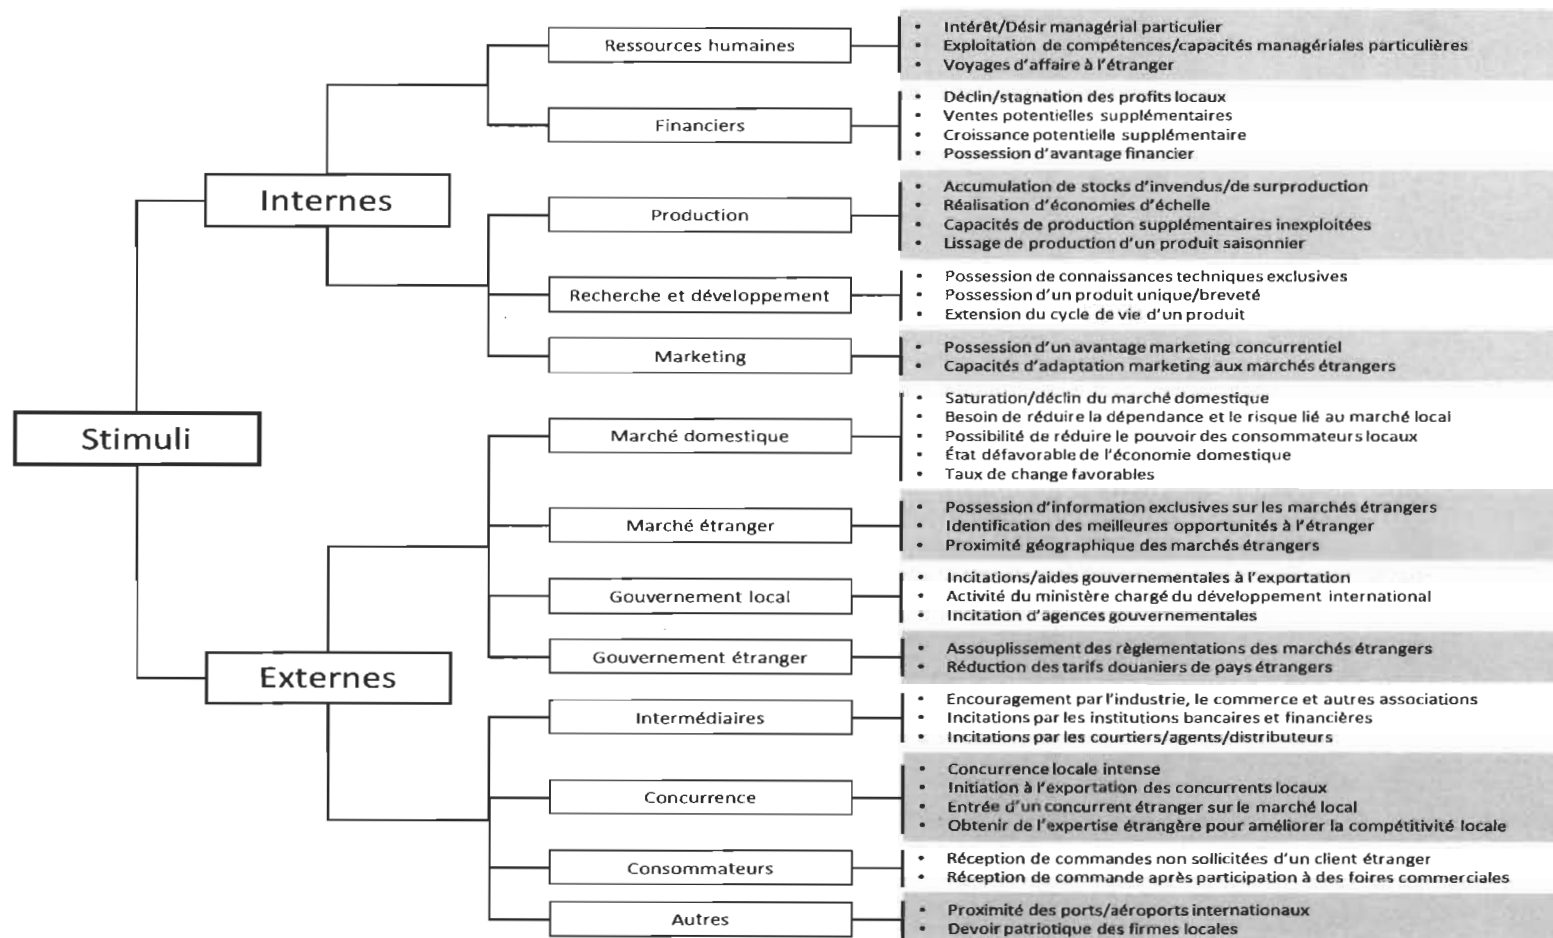 Stimuli
Internes
Ressources humaines
• Intérêt/Désir managérial particulier
• Exploitation de compétences/capacités managériales particulières
• Voyages d'affaire à l'étranger
Financiers
• Déclin/stagnation des profits locaux
• Ventes potentielles supplémentaires
• Croissance potentielle supplémentaire
• Possession d'avantage financier
Production
• Accumulation de stocks d'invendus/de surproduction
• Réalisation d'économies d'échelle
• Capacités de production supplémentaires inexploitées
• Lissage de production d'un produit saisonnier
Recherche et développement
• Possession de connaissances techniques exclusives
• Possession d'un produit unique/breveté
• Extension du cycle de vie d'un produit
Marketing
• Possession d'un avantage marketing concurrentiel
• Capacités d'adaptation marketing aux marchés étrangers
Externes
Marché domestique
• Saturation/déclin du marché domestique
• Besoin de réduire la dépendance et le risque lié au marché local
• Possibilité de réduire le pouvoir des consommateurs locaux
• État défavorable de l'économie domestique
• Taux de change favorables
Marché étranger
• Possession d'information exclusives sur les marchés étrangers
• Identification des meilleures opportunités à l'étranger
• Proximité géographique des marchés étrangers
Gouvernement local
• Incitations/aides gouvernementales à l'exportation
• Activité du ministère chargé du développement international
• Incitation d'agences gouvernementales
Gouvernement étranger
• Assouplissement des règlementations des marchés étrangers
• Réduction des tarifs douaniers de pays étrangers
Intermédiaires
• Encouragement par l'industrie, le commerce et autres associations
• Incitations par les institutions bancaires et financières
• Incitations par les courtiers/agents/distributeurs
Concurrence
• Concurrence locale intense
• Initiation à l'exportation des concurrents locaux
• Entrée d'un concurrent étranger sur le marché local
• Obtenir de l'expertise étrangère pour améliorer la compétitivité locale
Consommateurs
• Réception de commandes non sollicitées d'un client étranger
• Réception de commande après participation à des foires commerciales
Autres
• Proximité des ports/aéroports internationaux
• Devoir patriotique des firmes locales